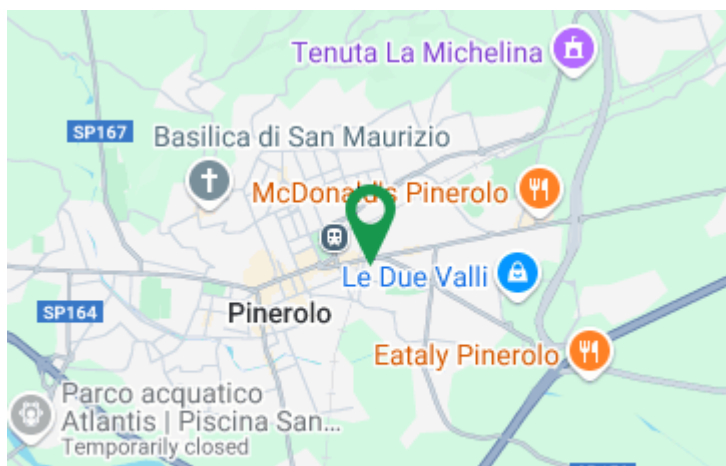 Tenuta La Michelina
SP167
Basilica di San Maurizio
McDonald's Pinerolo
Le Due Valli
SP164
Pinerolo
Eataly Pinerolo
Parco acquatico
Atlantis | Piscina San...
Temporarily closed